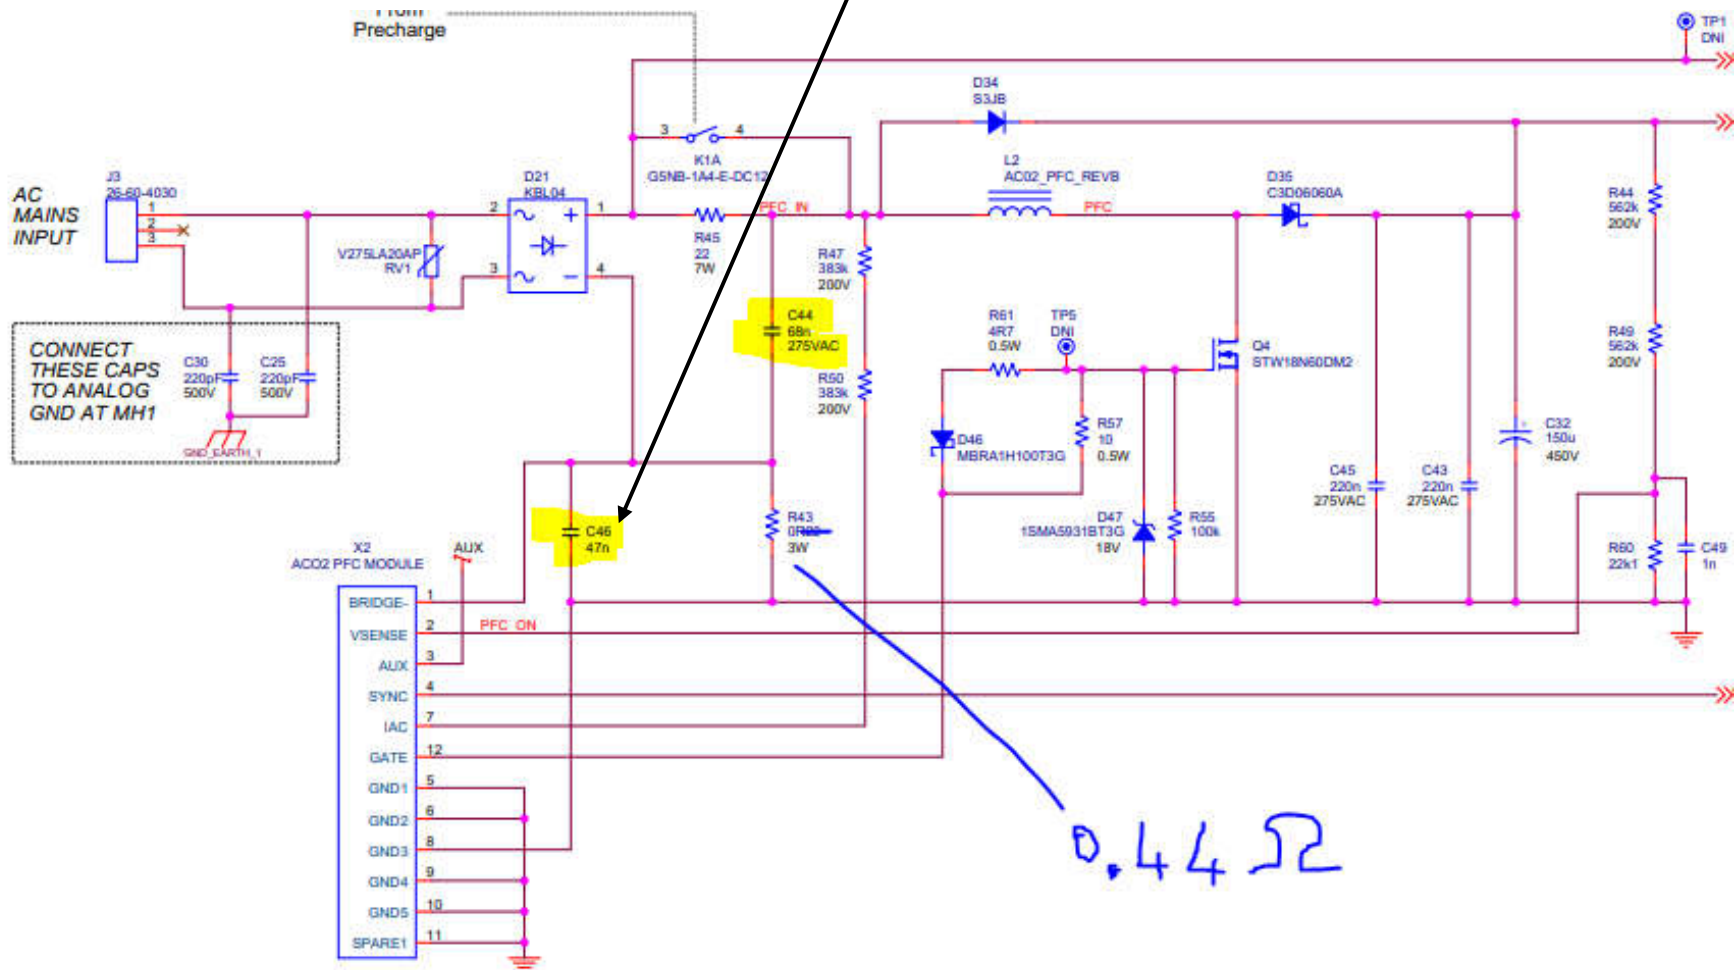 Precharge
TP1
DNI
D34
S3JB
3
4
K1A
G5NB-1A4-E-DC12
L2
AC02_PFC_REVB
D35
C3D06060A
J3
26-60-4030
AC
MAINS
INPUT
1
2
3
D21
KBL04
2
+
1
3
−
4
PFC_IN
PFC
R45
22
7W
V275LA20AP
RV1
R47
383k
200V
R44
562k
200V
C44
68n
275VAC
R61
4R7
0.5W
TP5
DNI
Q4
STW18N60DM2
R49
562k
200V
CONNECT
THESE CAPS
TO ANALOG
GND AT MH1
C30
220pF
500V
C25
220pF
500V
GND_EARTH_1
R50
383k
200V
D46
MBRA1H100T3G
R57
10
0.5W
C32
150u
450V
C45
220n
275VAC
C43
220n
275VAC
C46
47n
R43
3W
D47
1SMA5931BT3G
18V
R55
100k
R60
22k1
C49
1n
X2
AC02 PFC MODULE
AUX
BRIDGE-
1
VSENSE
2
PFC_ON
AUX
3
SYNC
4
IAC
7
GATE
12
GND1
5
GND2
6
GND3
8
GND4
9
GND5
10
SPARE1
11
0.44 Ω